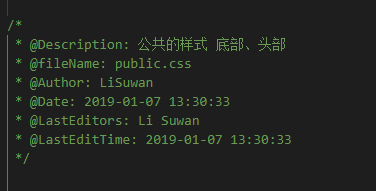 /*
* @Description: 公共的样式 底部、头部
* @fileName: public.css
* @Author: LiSuwan
* @Date: 2019-01-07 13:30:33
* @LastEditors: Li Suwan
* @LastEditTime: 2019-01-07 13:30:33
*/